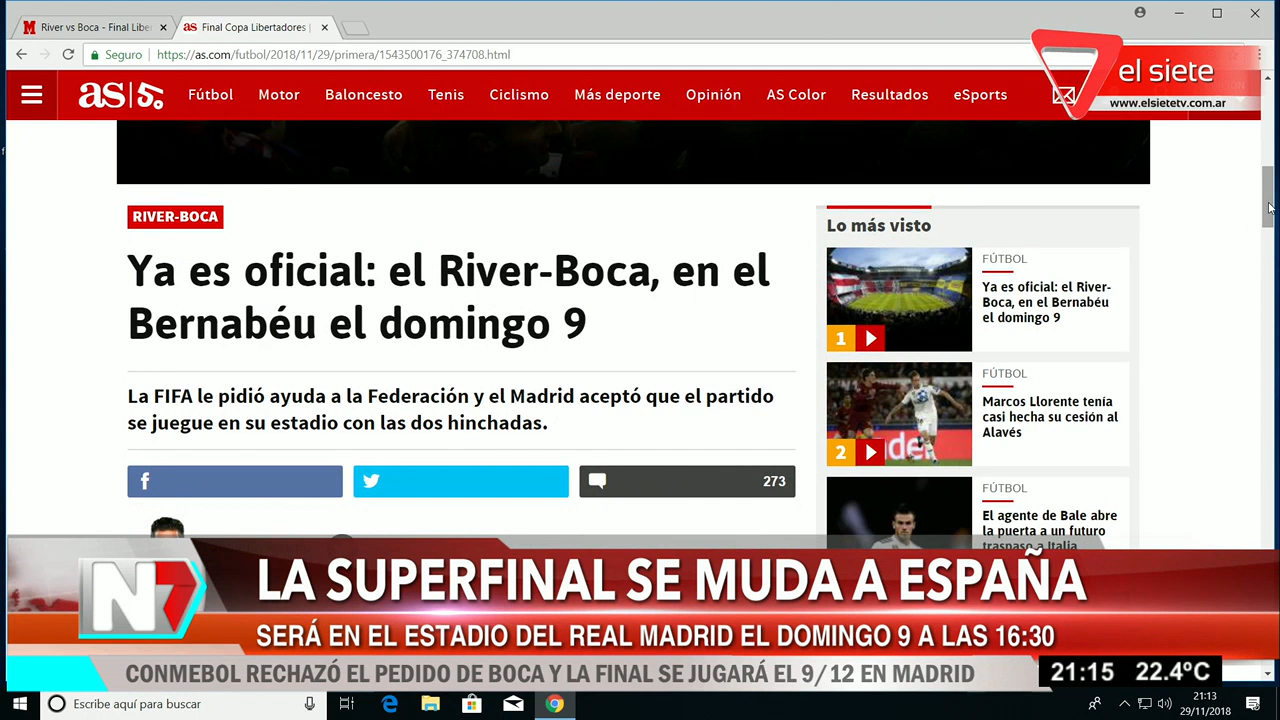 River vs Boca - Final Libe
Final Copa Libertadores |
Seguro
https://as.com/futbol/2018/11/29/primera/1543500176_374708.html
el siete
www.elsietetv.com.ar
as
Fútbol
Motor
Baloncesto
Tenis
Ciclismo
Más deporte
Opinión
AS Color
Resultados
eSports
RIVER-BOCA
Ya es oficial: el River-Boca, en el
Bernabéu el domingo 9
La FIFA le pidió ayuda a la Federación y el Madrid aceptó que el partido
se juegue en su estadio con las dos hinchadas.
273
Lo más visto
1
FÚTBOL
Ya es oficial: el River-
Boca, en el Bernabéu
el domingo 9
2
FÚTBOL
Marcos Llorente tenía
casi hecha su cesión al
Alavés
FÚTBOL
El agente de Bale abre
la puerta a un futuro
traspaso a Italia
N7
LA SUPERFINAL SE MUDA A ESPAÑA
SERÁ EN EL ESTADIO DEL REAL MADRID EL DOMINGO 9 A LAS 16:30
CONMEBOL RECHAZÓ EL PEDIDO DE BOCA Y LA FINAL SE JUGARÁ EL 9/12 EN MADRID
21:15 22.4ºC
Escribe aquí para buscar
21:13
29/11/2018